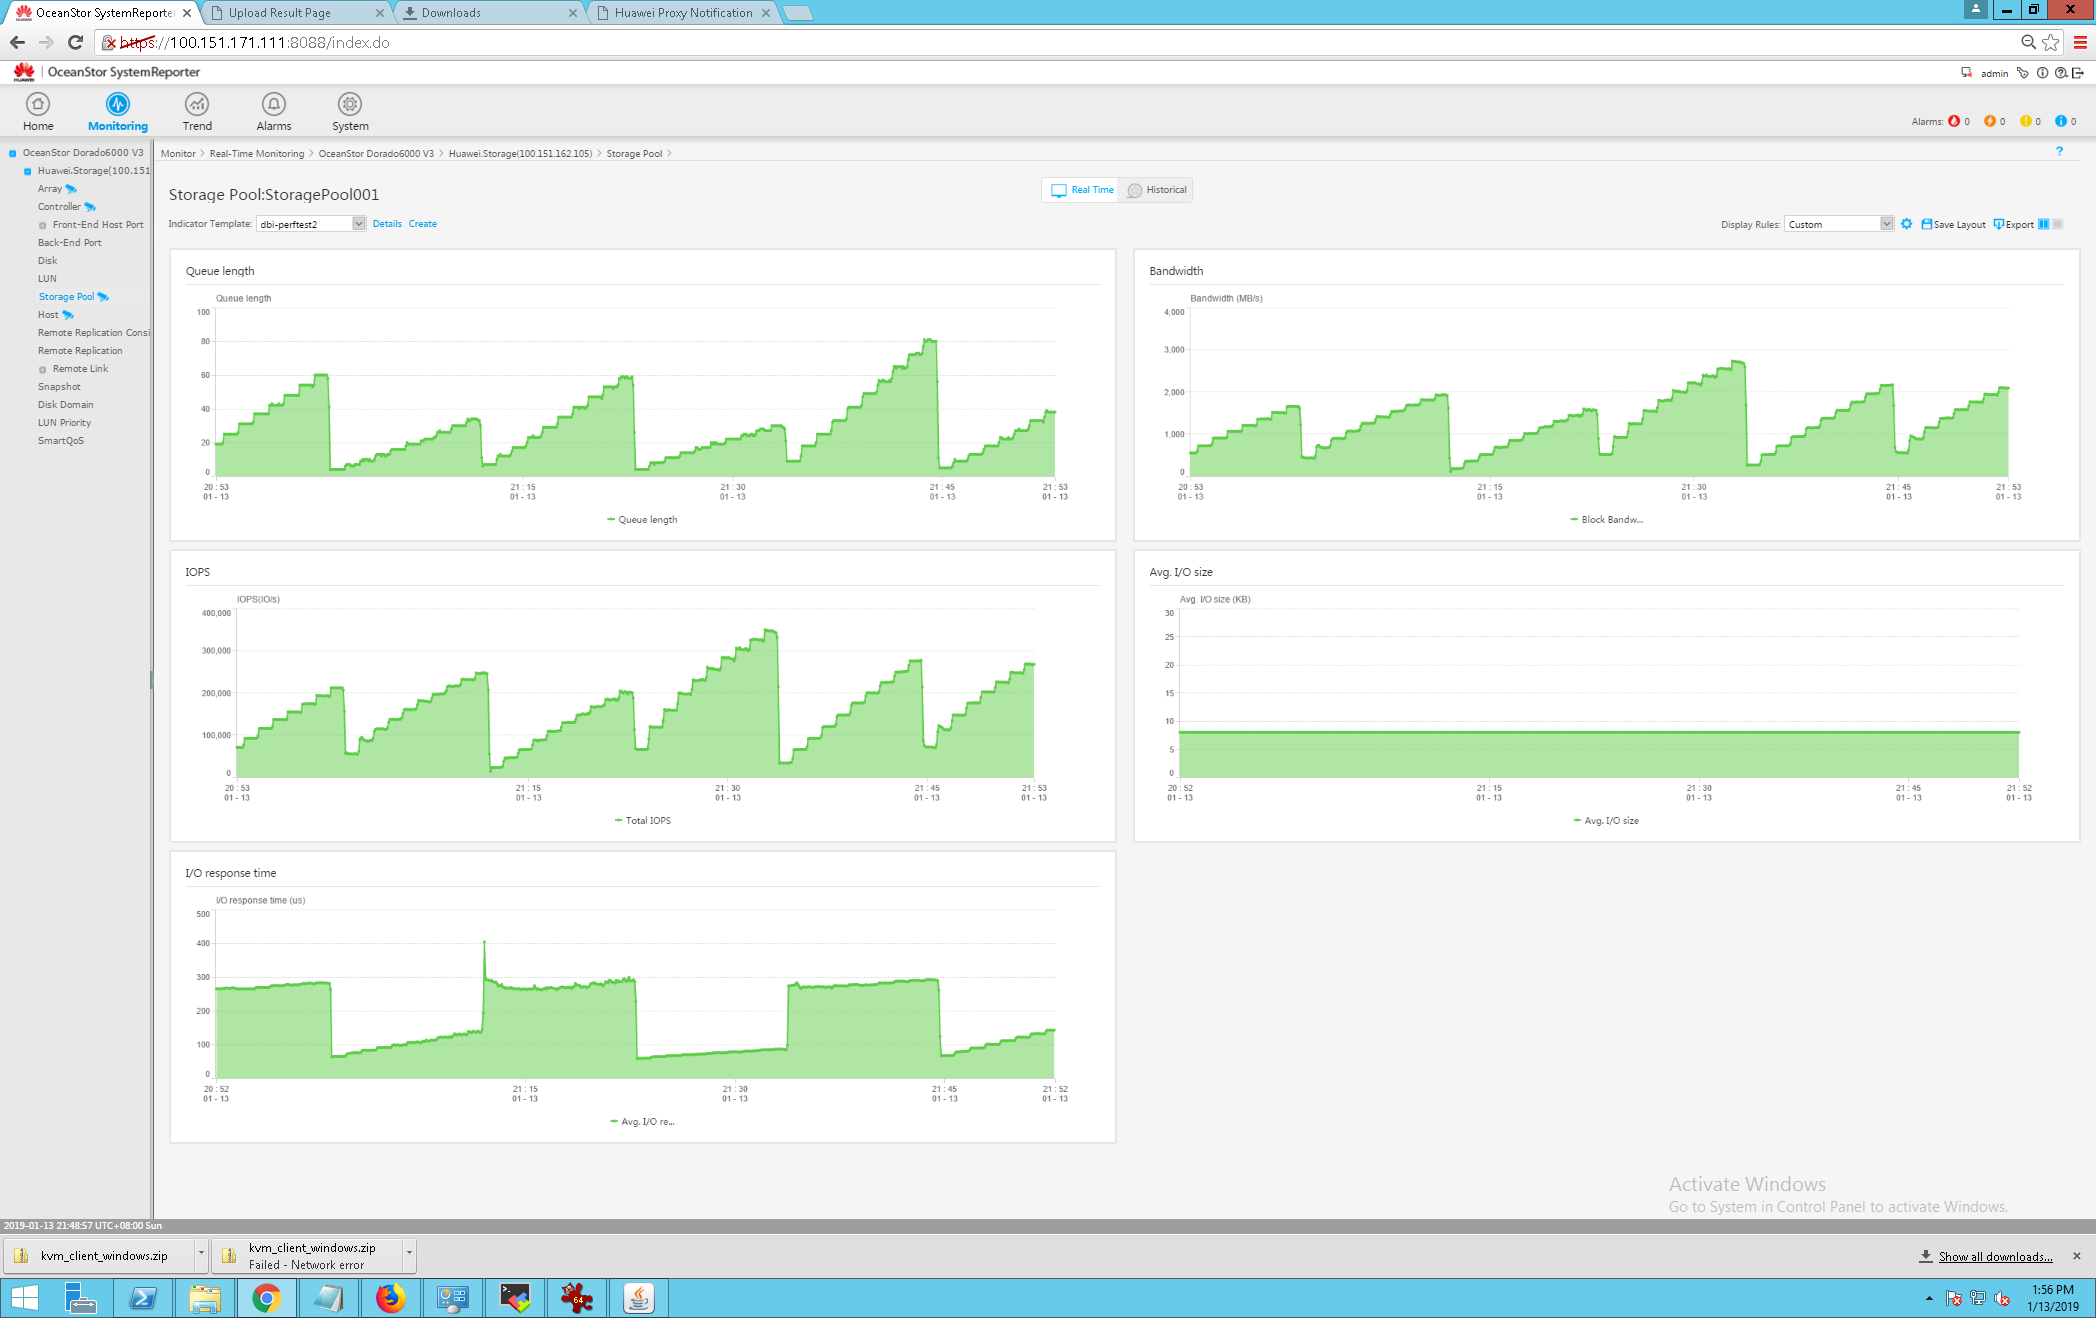 OceanStor SystemReporte
Upload Result Page
Downloads
Huawei Proxy Notification
https://100.151.171.111:8088/index.do
HUAWEI
OceanStor SystemReporter
admin
Home
Monitoring
Trend
Alarms
System
Alarms: 0 0 0 0
OceanStor Dorado6000 V3
Huawei.Storage(100.151
Array
Controller
Front-End Host Port
Back-End Port
Disk
LUN
Storage Pool
Host
Remote Replication Consi
Remote Replication
Remote Link
Snapshot
Disk Domain
LUN Priority
SmartQoS
Monitor > Real-Time Monitoring > OceanStor Dorado6000 V3 > Huawei.Storage(100.151.162.105) > Storage Pool >
?
Storage Pool:StoragePool001
Real Time
Historical
Indicator Template: dbi-perftest2 Details Create
Display Rules: Custom Save Layout Export
Queue length
Queue length
100
80
60
40
20
0
20 : 53 21 : 15 21 : 30 21 : 45 21 : 53
01 - 13 01 - 13 01 - 13 01 - 13 01 - 13
Queue length
Bandwidth
Bandwidth (MB/s)
4,000
3,000
2,000
1,000
0
20 : 53 21 : 15 21 : 30 21 : 45 21 : 53
01 - 13 01 - 13 01 - 13 01 - 13 01 - 13
Block Bandw...
IOPS
IOPS(IO/s)
400,000
300,000
200,000
100,000
0
20 : 53 21 : 15 21 : 30 21 : 45 21 : 53
01 - 13 01 - 13 01 - 13 01 - 13 01 - 13
Total IOPS
Avg. I/O size
Avg. I/O size (KB)
30
25
20
15
10
5
0
20 : 52 21 : 15 21 : 30 21 : 45 21 : 52
01 - 13 01 - 13 01 - 13 01 - 13 01 - 13
Avg. I/O size
I/O response time
I/O response time (us)
500
400
300
200
100
0
20 : 52 21 : 15 21 : 30 21 : 45 21 : 52
01 - 13 01 - 13 01 - 13 01 - 13 01 - 13
Avg. I/O re...
Activate Windows
Go to System in Control Panel to activate Windows.
2019-01-13 21:48:57 UTC+08:00 Sun
kvm_client_windows.zip
kvm_client_windows.zip
Failed - Network error
Show all downloads...
64
1:56 PM
1/13/2019